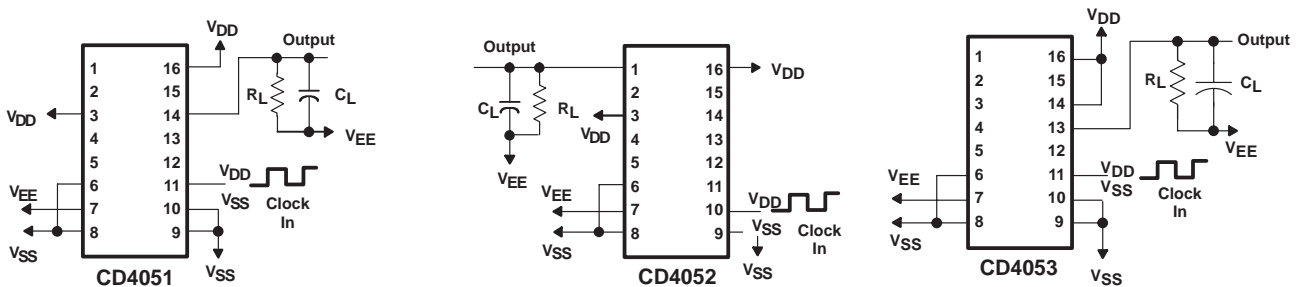 VDD
Output
1 16
2 15
RL CL
VDD
3 14
4 13
VEE
5 12
6 11
VDD
VSS
Clock
In
VEE
7 10
VSS
8 9
VSS
CD4051
Output
1 16
VDD
2 15
CL RL
3 14
VDD
4 13
5 12
VEE
6 11
VEE
7 10
VDD
VSS
Clock
In
VSS
8 9
VSS
CD4052
VDD
Output
1 16
2 15
RL CL
3 14
4 13
VEE
5 12
6 11
VDD
VSS
Clock
In
VEE
7 10
VSS
8 9
VSS
CD4053